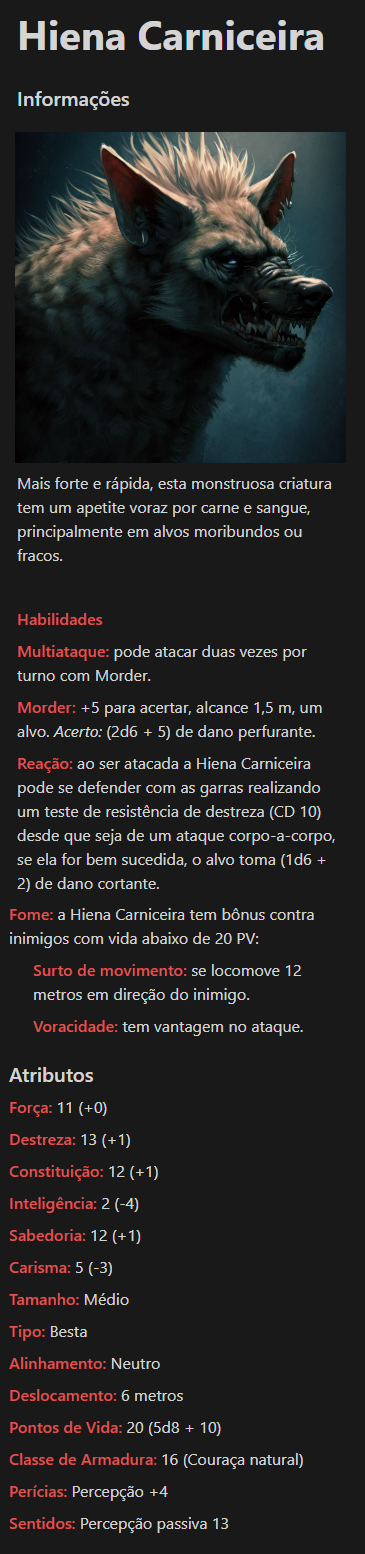 Hiena Carniceira
Informações
Mais forte e rápida, esta monstruosa criatura
tem um apetite voraz por carne e sangue,
principalmente em alvos moribundos ou
fracos.
Habilidades
Multiataque: pode atacar duas vezes por
turno com Morder.
Morder: +5 para acertar, alcance 1,5 m, um
alvo. Acerto: (2d6 + 5) de dano perfurante.
Reação: ao ser atacada a Hiena Carniceira
pode se defender com as garras realizando
um teste de resistência de destreza (CD 10)
desde que seja de um ataque corpo-a-corpo,
se ela for bem sucedida, o alvo toma (1d6 +
2) de dano cortante.
Fome: a Hiena Carniceira tem bônus contra
inimigos com vida abaixo de 20 PV:
Surto de movimento: se locomove 12
metros em direção do inimigo.
Voracidade: tem vantagem no ataque.
Atributos
Força: 11 (+0)
Destreza: 13 (+1)
Constituição: 12 (+1)
Inteligência: 2 (-4)
Sabedoria: 12 (+1)
Carisma: 5 (-3)
Tamanho: Médio
Tipo: Besta
Alinhamento: Neutro
Deslocamento: 6 metros
Pontos de Vida: 20 (5d8 + 10)
Classe de Armadura: 16 (Couraça natural)
Perícias: Percepção +4
Sentidos: Percepção passiva 13